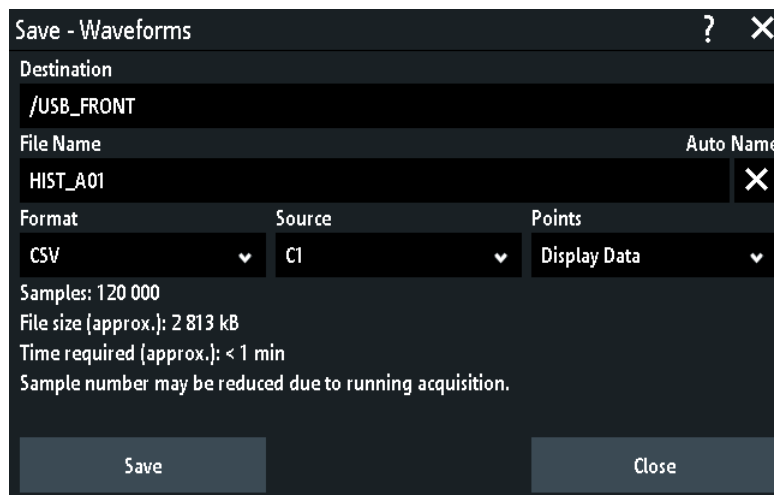 Save - Waveforms ? X
Destination
/USB_FRONT
File Name Auto Name
HIST_A01
Format Source Points
CSV C1 Display Data
Samples: 120 000
File size (approx.): 2 813 kB
Time required (approx.): < 1 min
Sample number may be reduced due to running acquisition.
Save Close